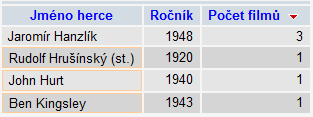 Jméno herce Ročník Počet filmů
Jaromír Hanzlík 1948 3
Rudolf Hrušínský (st.) 1920 1
John Hurt 1940 1
Ben Kingsley 1943 1